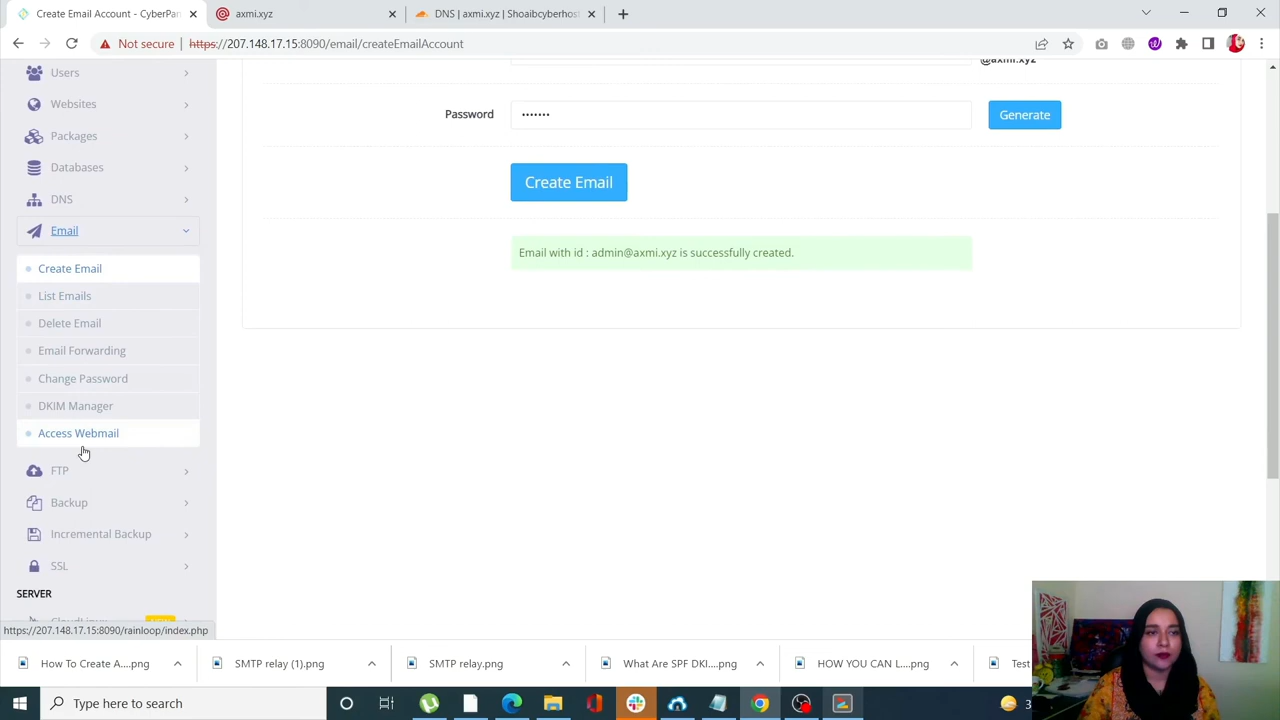 Create Email Account - CyberPan
axmi.xyz
DNS | axmi.xyz | Shoaibcyberhost
Not secure
https://207.148.17.15:8090/email/createEmailAccount
Users
@axmi.xyz
Websites
Password
•••••••
Generate
Packages
Databases
Create Email
DNS
Email
Email with id : admin@axmi.xyz is successfully created.
Create Email
List Emails
Delete Email
Email Forwarding
Change Password
DKIM Manager
Access Webmail
FTP
Backup
Incremental Backup
SSL
SERVER
https://207.148.17.15:8090/rainloop/index.php
How To Create A....png
SMTP relay (1).png
SMTP relay.png
What Are SPF DKI....png
HOW YOU CAN L....png
Test
Type here to search
3